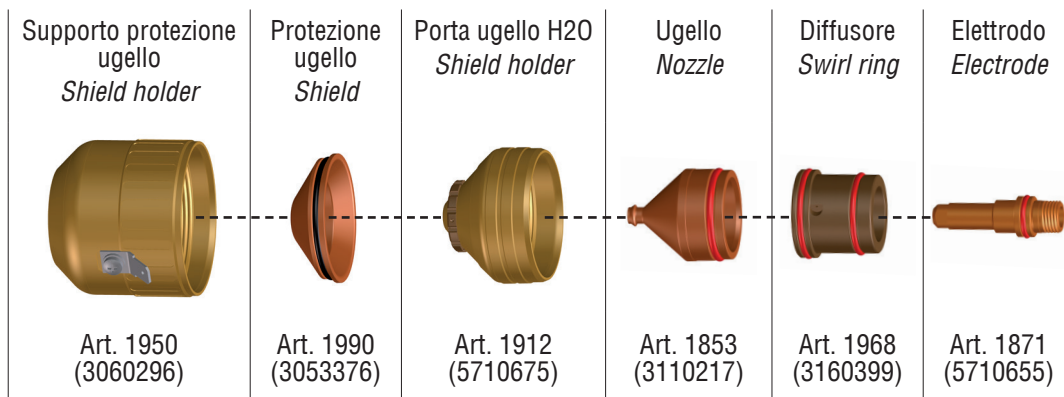 Supporto protezione
ugello
Shield holder
Art. 1950
(3060296)
Protezione
ugello
Shield
Art. 1990
(3053376)
Porta ugello H2O
Shield holder
Art. 1912
(5710675)
Ugello
Nozzle
Art. 1853
(3110217)
Diffusore
Swirl ring
Art. 1968
(3160399)
Elettrodo
Electrode
Art. 1871
(5710655)